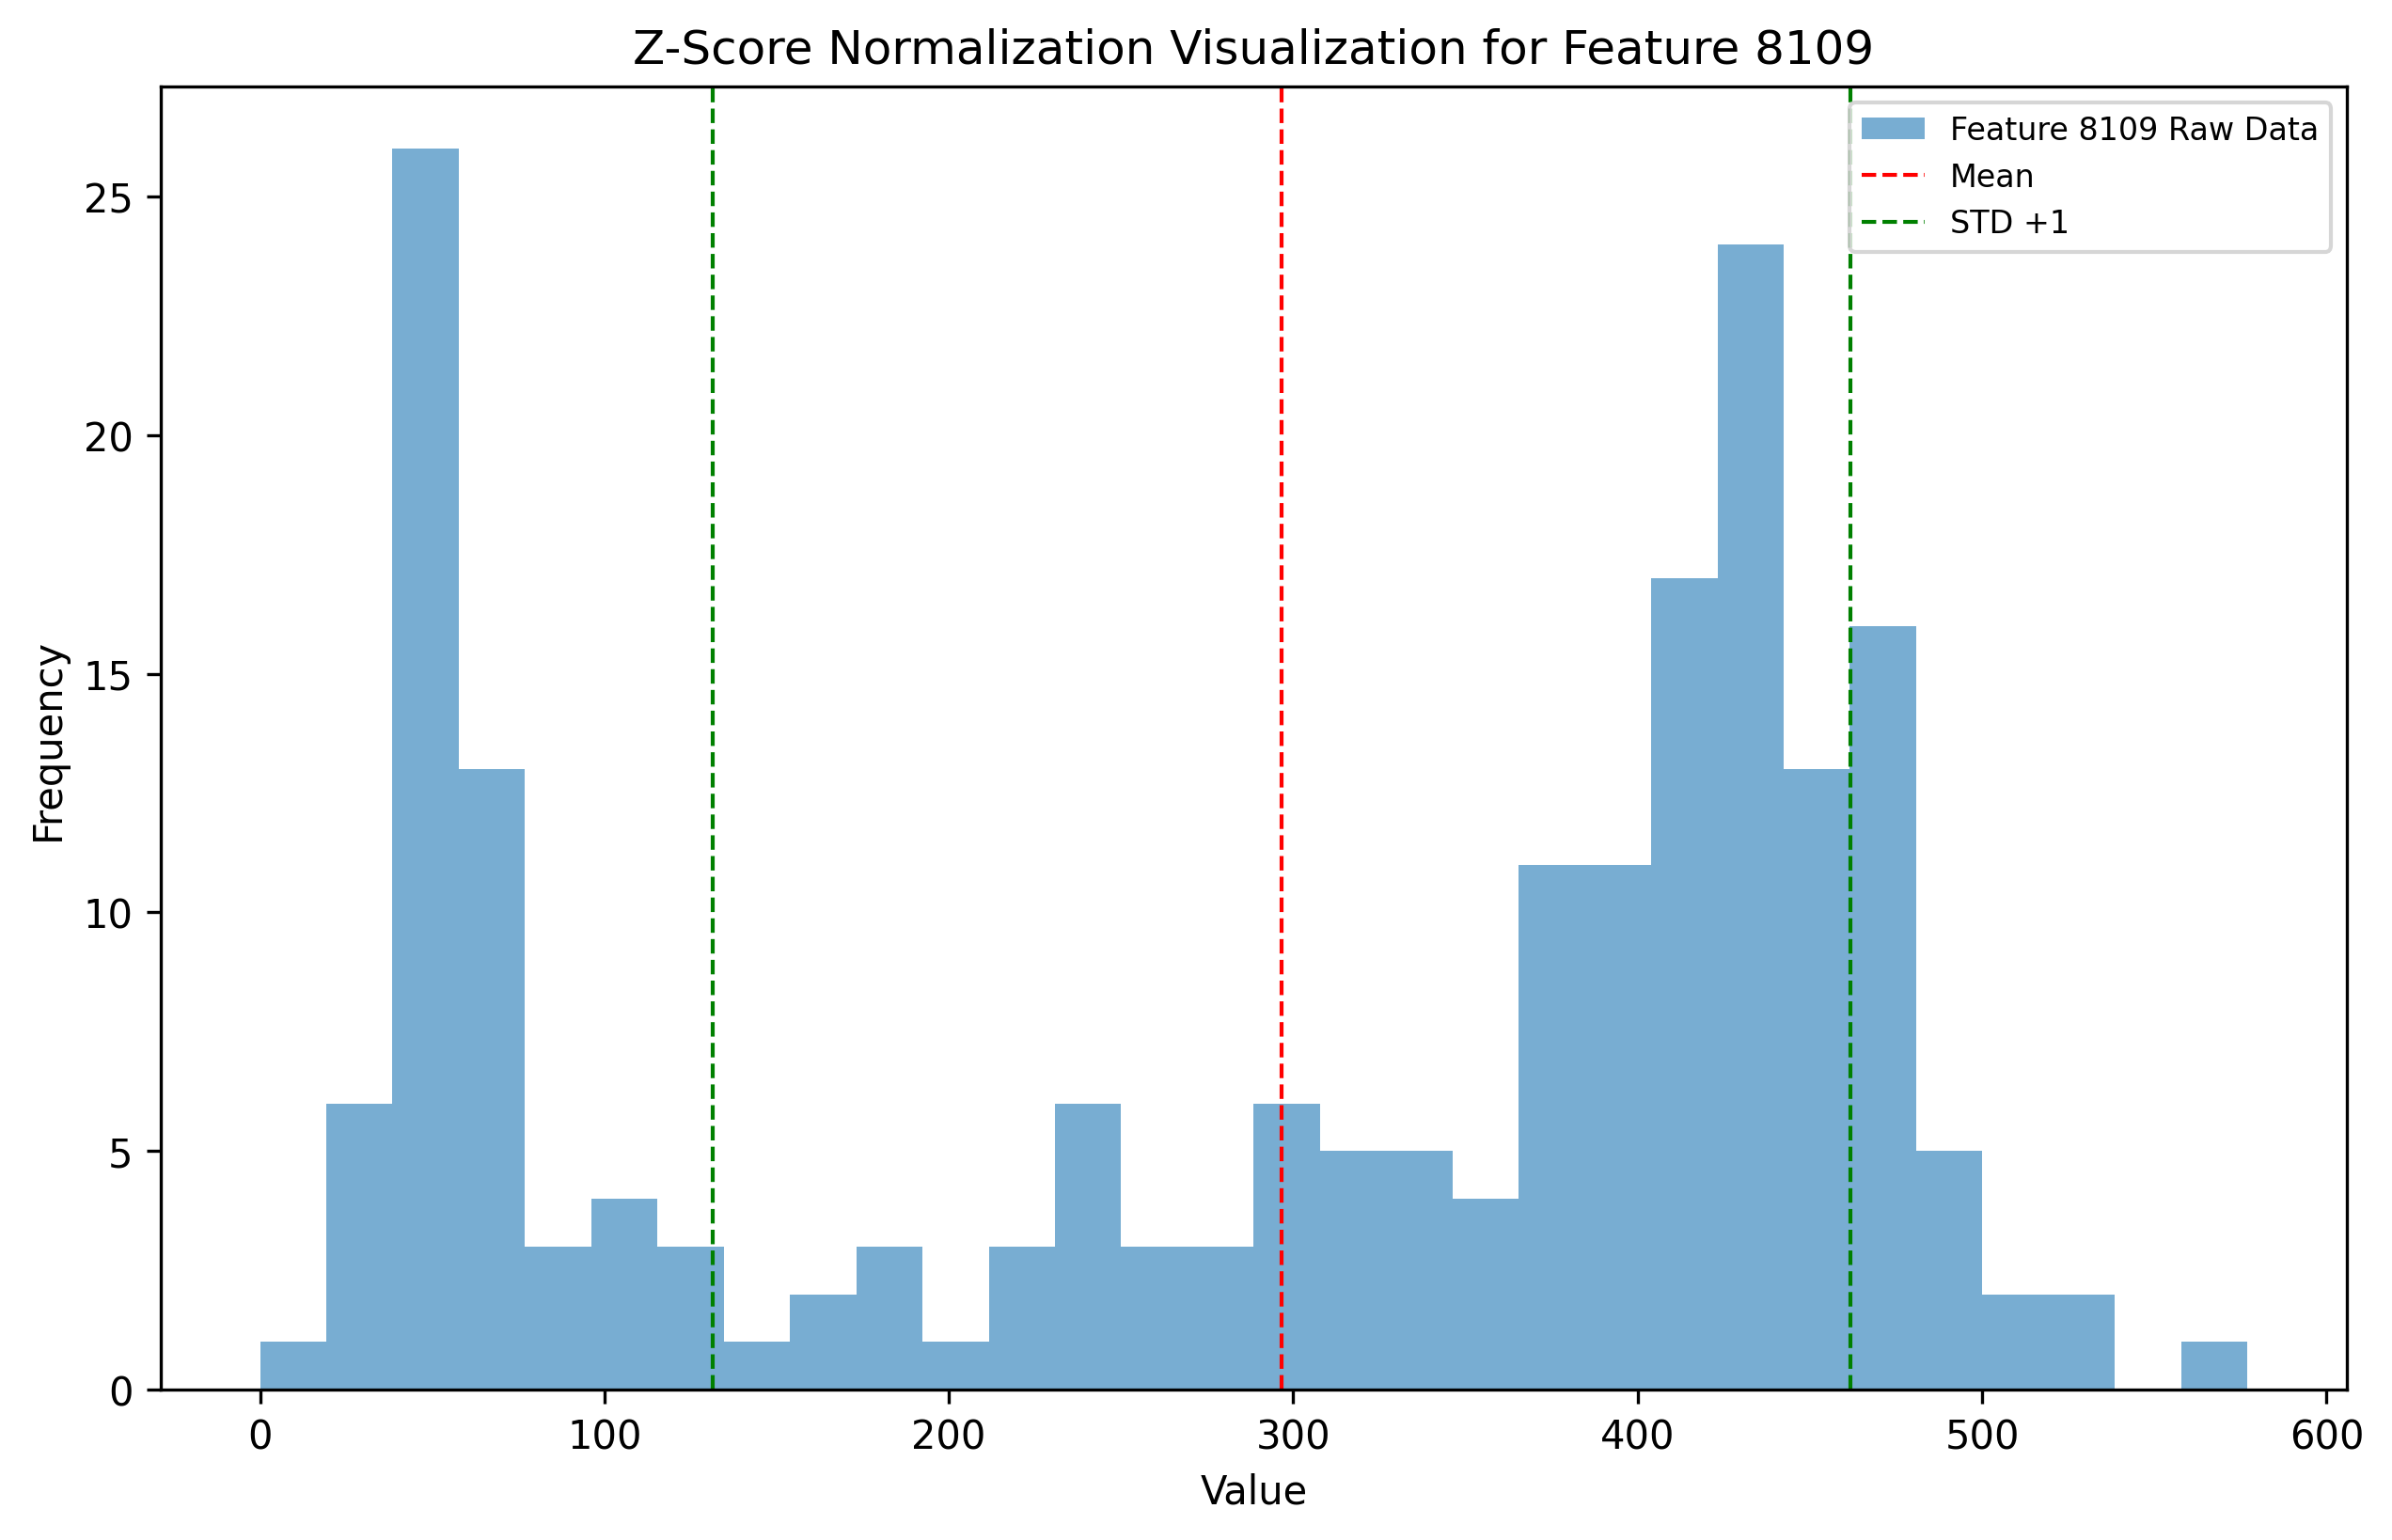 Z-Score Normalization Visualization for Feature 8109
Feature 8109 Raw Data
Mean
STD +1
Frequency
25
20
15
10
5
0
0 100 200 300 400 500 600
Value